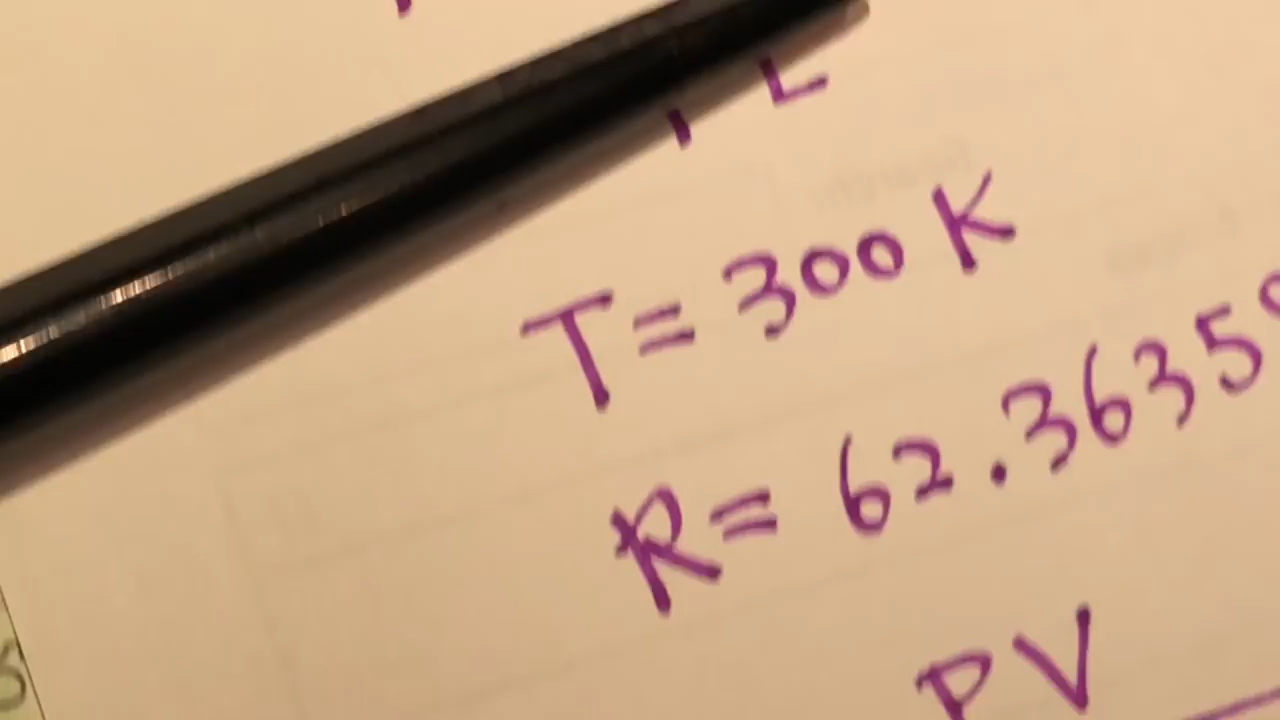 L
T = 300 K
R = 62.3635
PV